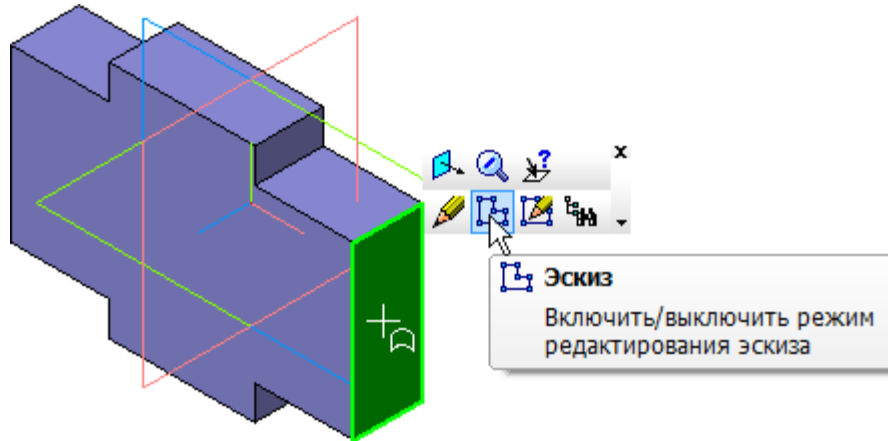 Эскиз
Включить/выключить режим
редактирования эскиза